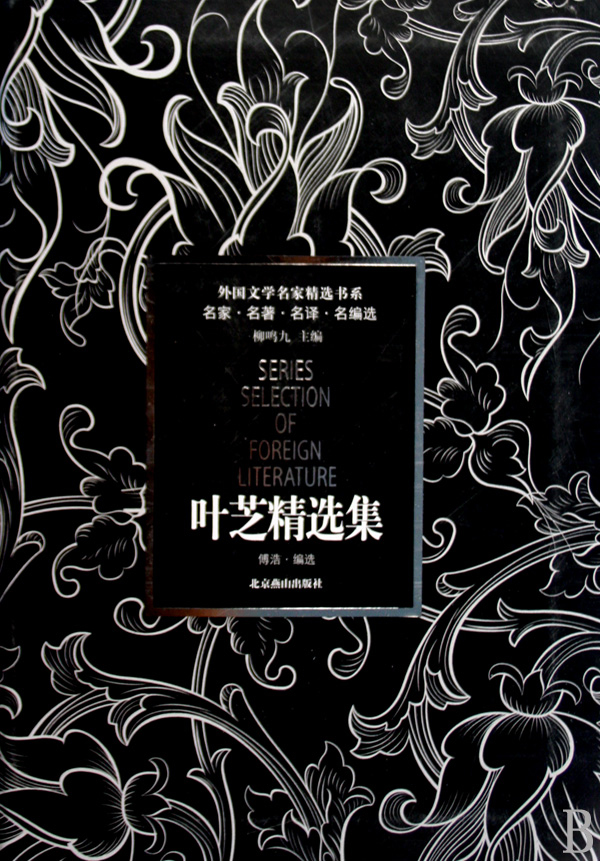 外国文学名家精选书系
名家·名著·名译·名编选
柳鸣九 主编
SERIES
SELECTION
OF
FOREIGN
LITERATURE
叶芝精选集
傅浩·编选
北京燕山出版社
B